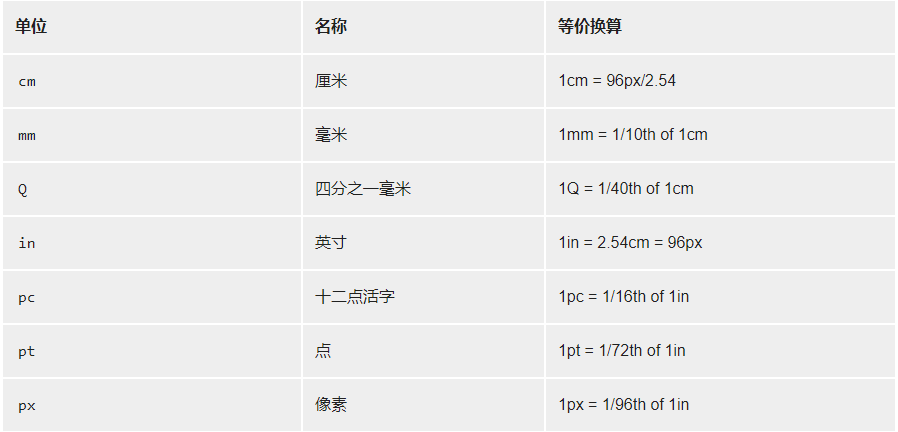 单位 名称 等价换算
cm 厘米 1cm = 96px/2.54
mm 毫米 1mm = 1/10th of 1cm
Q 四分之一毫米 1Q = 1/40th of 1cm
in 英寸 1in = 2.54cm = 96px
pc 十二点活字 1pc = 1/16th of 1in
pt 点 1pt = 1/72th of 1in
px 像素 1px = 1/96th of 1in